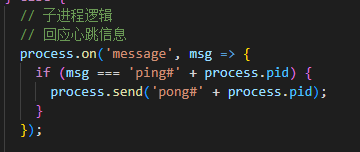 // 子进程逻辑
// 回应心跳信息
process.on('message', msg => {
if (msg === 'ping#' + process.pid) {
process.send('pong#' + process.pid);
}
});